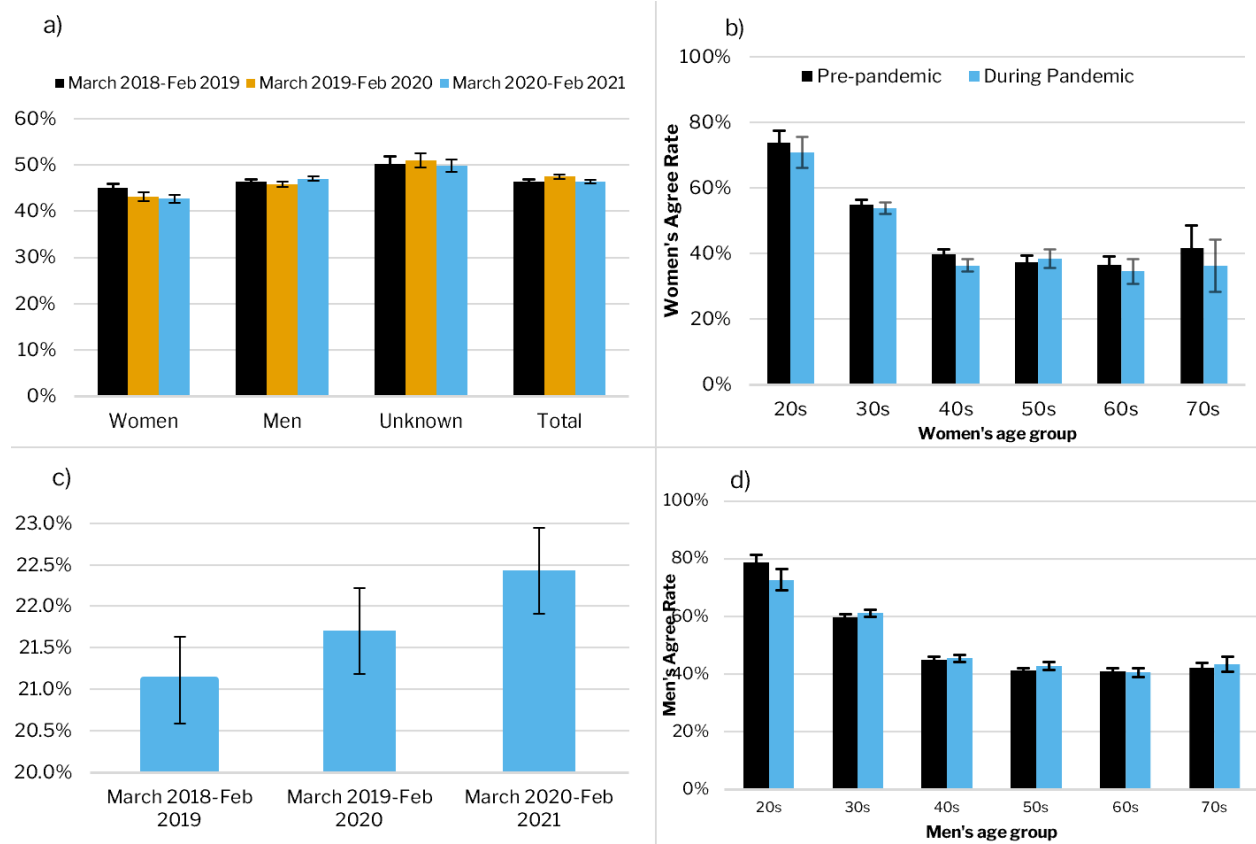 a)
March 2018-Feb 2019 March 2019-Feb 2020 March 2020-Feb 2021
60%
50%
40%
30%
20%
10%
0%
Women Men Unknown Total
b)
100%
Pre-pandemic During Pandemic
80%
60%
40%
20%
0%
Women's Agree Rate
20s 30s 40s 50s 60s 70s
Women's age group
c)
23.0%
22.5%
22.0%
21.5%
21.0%
20.5%
20.0%
March 2018-Feb March 2019-Feb March 2020-Feb
2019 2020 2021
d)
100%
80%
60%
40%
20%
0%
Men's Agree Rate
20s 30s 40s 50s 60s 70s
Men's age group